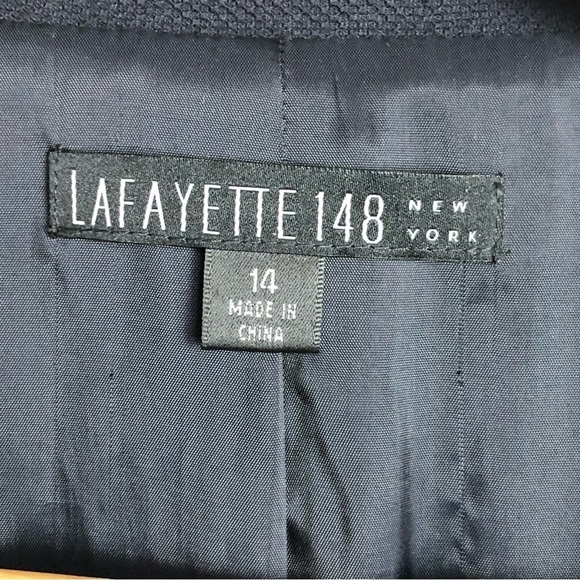 LAFAYETTE 148 NEW YORK
14
MADE IN
CHINA